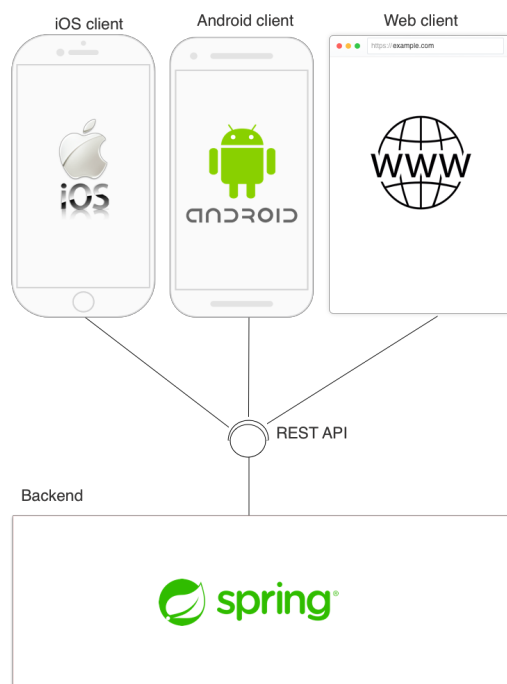 iOS client
Android client
Web client
https://example.com
iOS
ANDROID
WWW
REST API
Backend
spring®